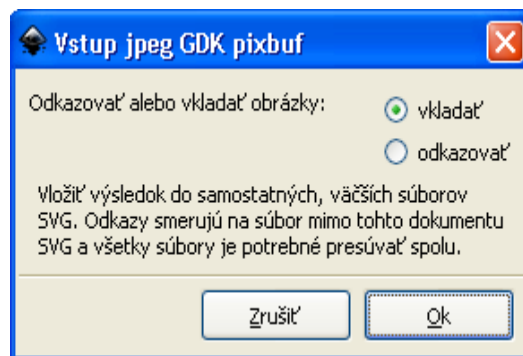 Vstup jpeg GDK pixbuf
Odkazovať alebo vkladať obrázky:
vkladať
odkazovať
Vložiť výsledok do samostatných, väčších súborov
SVG. Odkazy smerujú na súbor mimo tohto dokumentu
SVG a všetky súbory je potrebné presúvať spolu.
Zrušiť
Ok